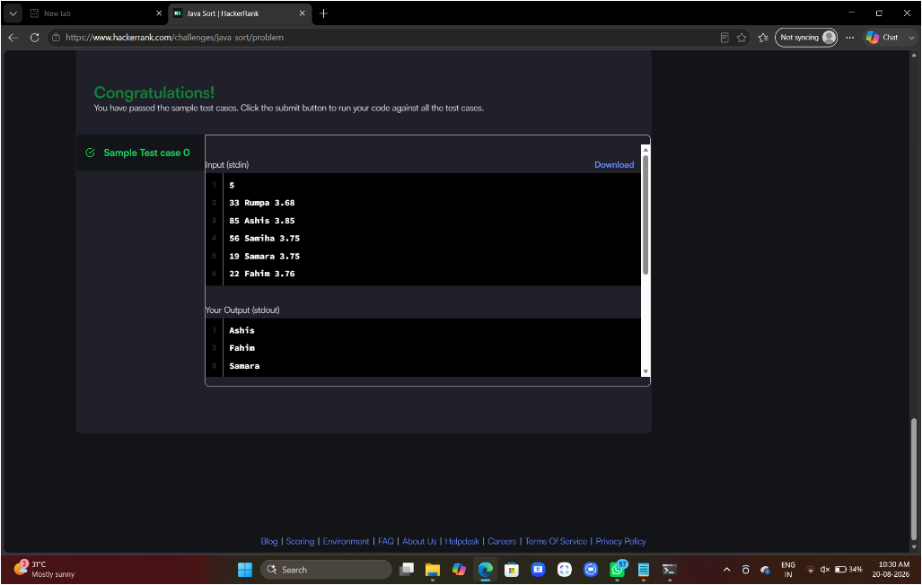 New tab
Java Sort | HackerRank
https://www.hackerrank.com/challenges/java-sort/problem
Not syncing
Chat
Congratulations!
You have passed the sample test cases. Click the submit button to run your code against all the test cases.
Sample Test case 0
Input (stdin)
Download
1 5
2 33 Rumpa 3.68
3 85 Ashis 3.85
4 56 Samiha 3.75
5 19 Samara 3.75
6 22 Fahim 3.76
Your Output (stdout)
1 Ashis
2 Fahim
3 Samara
Blog | Scoring | Environment | FAQ | About Us | Helpdesk | Careers | Terms Of Service | Privacy Policy
31°C
Mostly sunny
Search
57
ENG
IN
34%
10:30 AM
20-08-2026